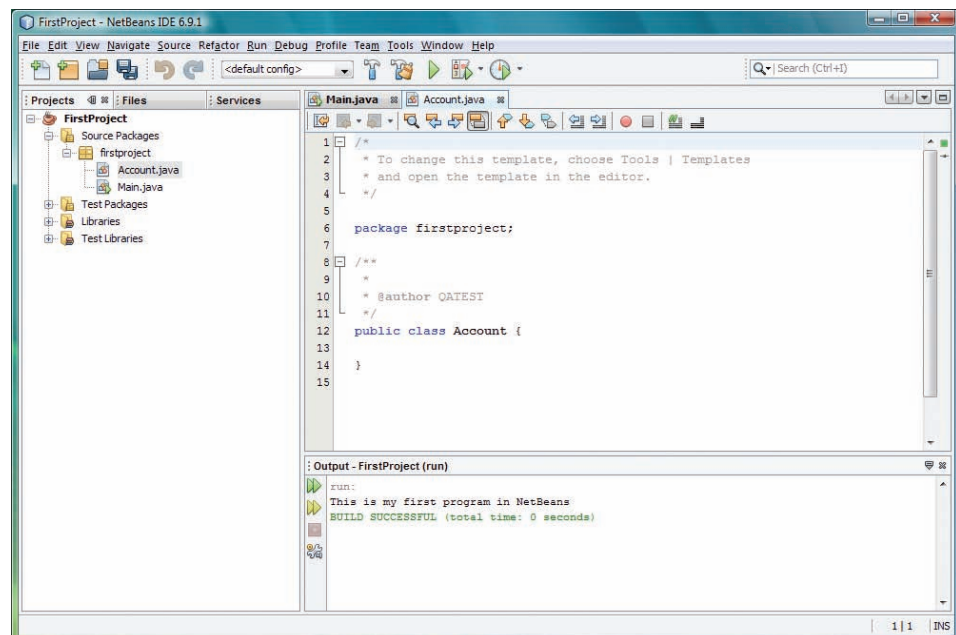 FirstProject - NetBeans IDE 6.9.1
File Edit View Navigate Source Refactor Run Debug Profile Team Tools Window Help
<default config>
Search (Ctrl+I)
Projects Files Services
FirstProject
Source Packages
firstproject
Account.java
Main.java
Test Packages
Libraries
Test Libraries
Main.java Account.java
1 /*
2 * To change this template, choose Tools | Templates
3 * and open the template in the editor.
4 */
5
6 package firstproject;
7
8 /**
9 *
10 * @author QATEST
11 */
12 public class Account {
13
14 }
15
Output - FirstProject (run)
run:
This is my first program in NetBeans
BUILD SUCCESSFUL (total time: 0 seconds)
1|1 INS